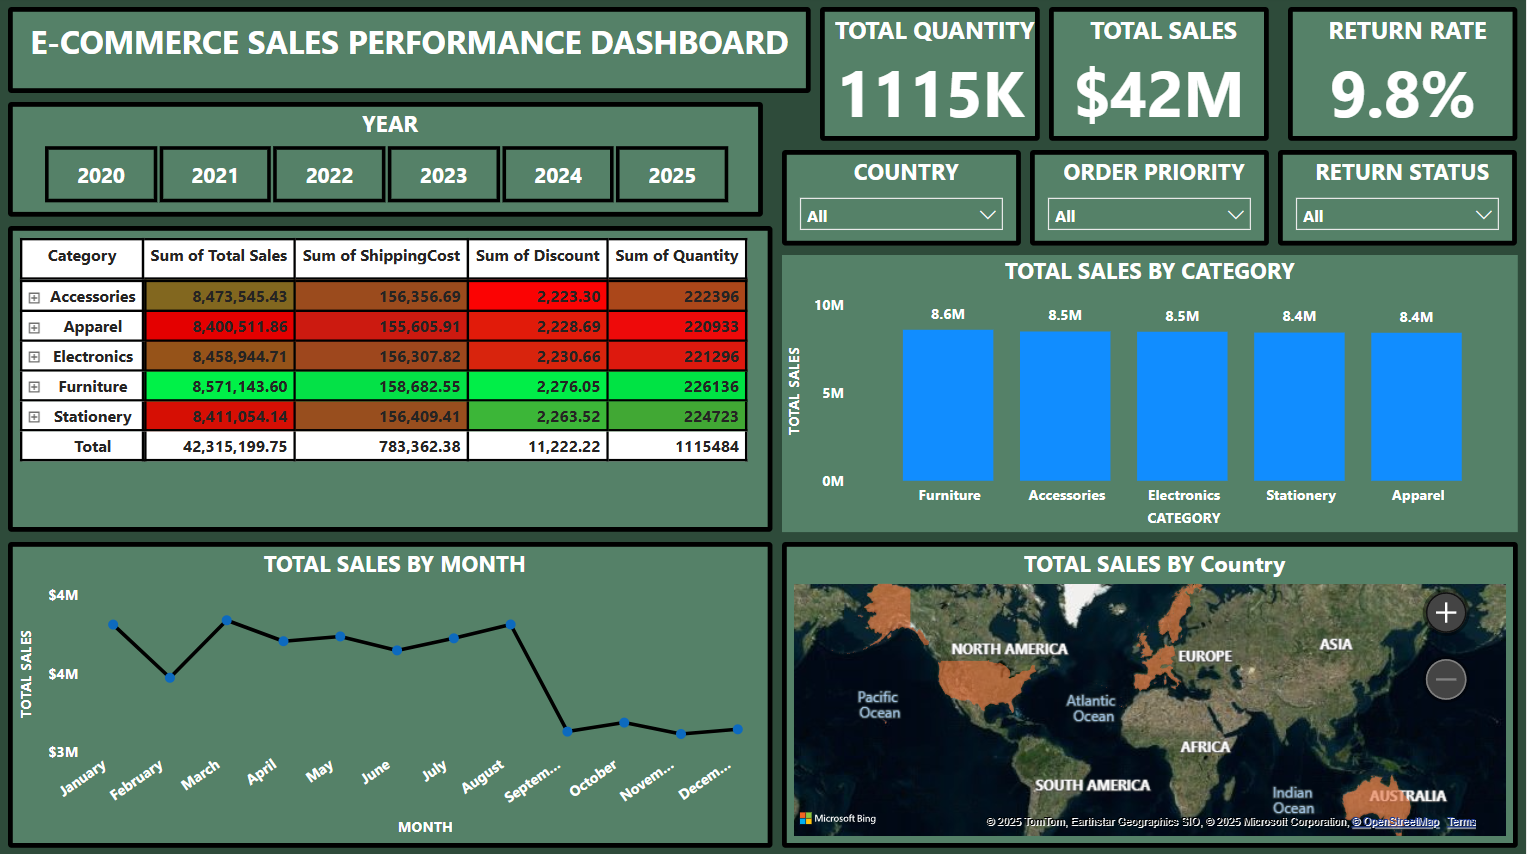 E-COMMERCE SALES PERFORMANCE DASHBOARD
TOTAL QUANTITY
1115K
TOTAL SALES
$42M
RETURN RATE
9.8%
YEAR
2020 2021 2022 2023 2024 2025
COUNTRY
All
ORDER PRIORITY
All
RETURN STATUS
All
Category Sum of Total Sales Sum of ShippingCost Sum of Discount Sum of Quantity
Accessories 8,473,545.43 156,356.69 2,223.30 222396
Apparel 8,400,511.86 155,605.91 2,228.69 220933
Electronics 8,458,944.71 156,307.82 2,230.66 221296
Furniture 8,571,143.60 158,682.55 2,276.05 226136
Stationery 8,411,054.14 156,409.41 2,263.52 224723
Total 42,315,199.75 783,362.38 11,222.22 1115484
TOTAL SALES BY CATEGORY
TOTAL SALES
10M
5M
0M
8.6M 8.5M 8.5M 8.4M 8.4M
Furniture Accessories Electronics Stationery Apparel
CATEGORY
TOTAL SALES BY MONTH
TOTAL SALES
$4M
$4M
$3M
January February March April May June July August Septem... October Novem... Decem...
MONTH
TOTAL SALES BY Country
NORTH AMERICA
EUROPE
ASIA
Pacific
Ocean
Atlantic
Ocean
AFRICA
SOUTH AMERICA
Indian
Ocean
AUSTRALIA
Microsoft Bing
© 2025 TomTom, Earthstar Geographics SIO, © 2025 Microsoft Corporation, © OpenStreetMap Terms